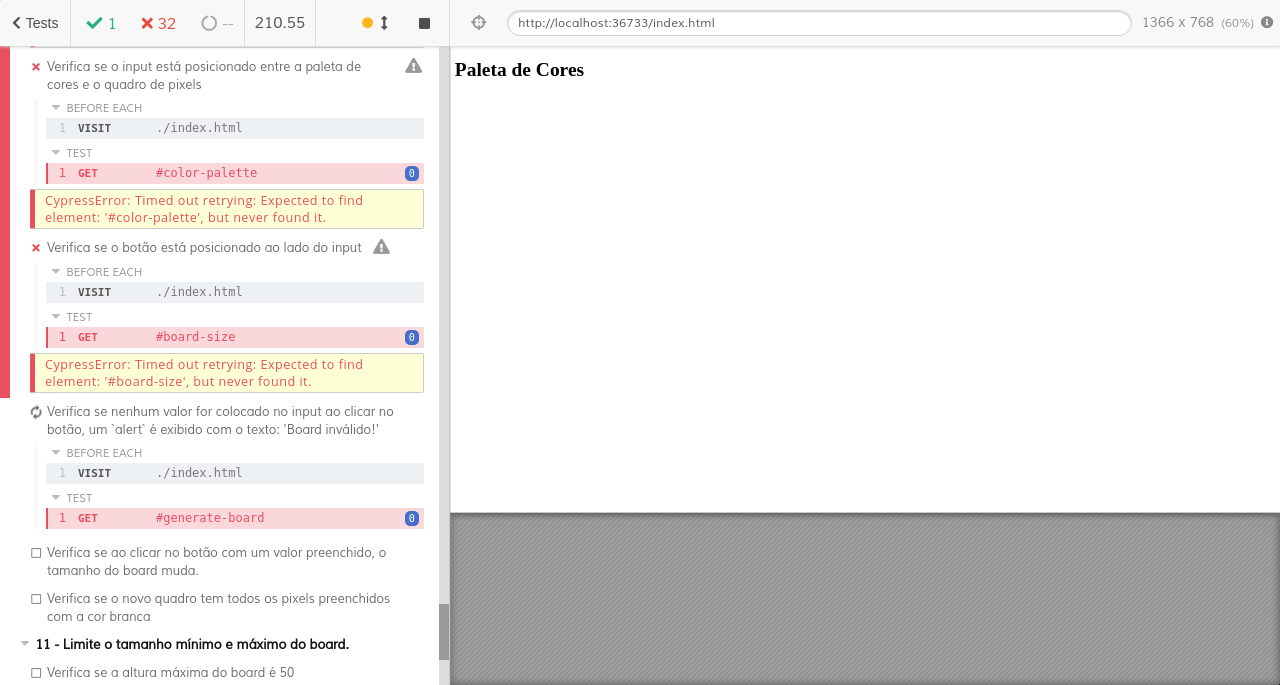 Tests
1
32
--
210.55
http://localhost:36733/index.html
1366 x 768 (60%)
Verifica se o input está posicionado entre a paleta de
cores e o quadro de pixels
BEFORE EACH
1 VISIT ./index.html
TEST
1 GET #color-palette 0
CypressError: Timed out retrying: Expected to find
element: '#color-palette', but never found it.
Verifica se o botão está posicionado ao lado do input
BEFORE EACH
1 VISIT ./index.html
TEST
1 GET #board-size 0
CypressError: Timed out retrying: Expected to find
element: '#board-size', but never found it.
Verifica se nenhum valor for colocado no input ao clicar no
botão, um `alert` é exibido com o texto: 'Board inválido!'
BEFORE EACH
1 VISIT ./index.html
TEST
1 GET #generate-board 0
Verifica se ao clicar no botão com um valor preenchido, o
tamanho do board muda.
Verifica se o novo quadro tem todos os pixels preenchidos
com a cor branca
11 - Limite o tamanho mínimo e máximo do board.
Verifica se a altura máxima do board é 50
Paleta de Cores